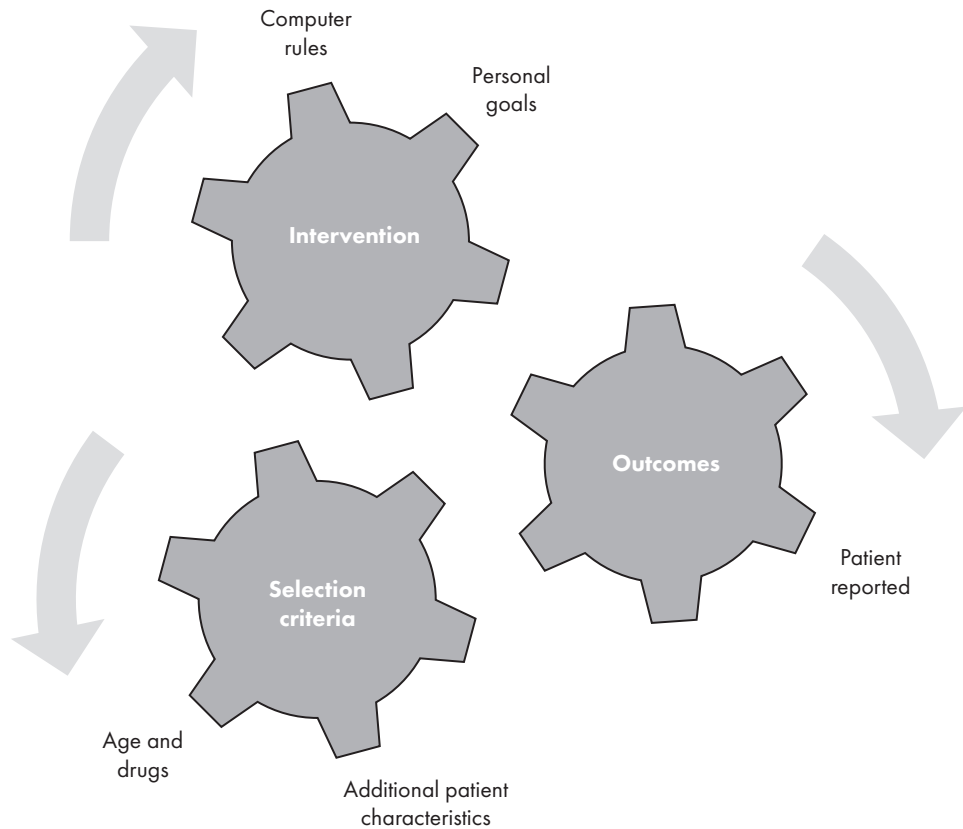 Computer
rules
Personal
goals
Intervention
Outcomes
Patient
reported
Selection
criteria
Age and
drugs
Additional patient
characteristics